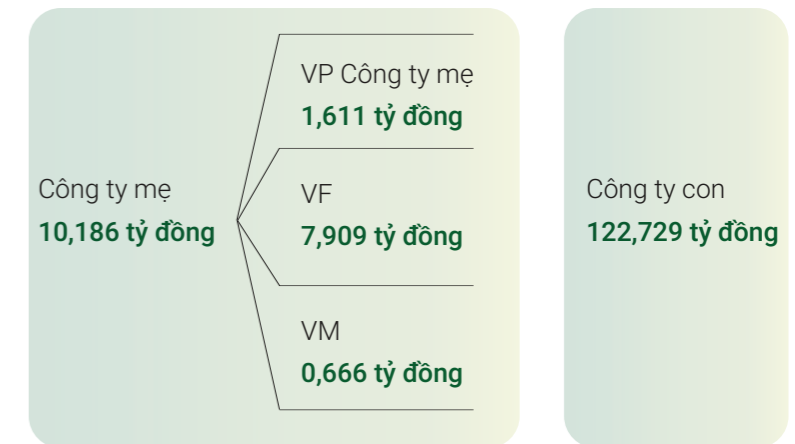 Công ty mẹ
10,186 tỷ đồng
VP Công ty mẹ
1,611 tỷ đồng
VF
7,909 tỷ đồng
VM
0,666 tỷ đồng
Công ty con
122,729 tỷ đồng